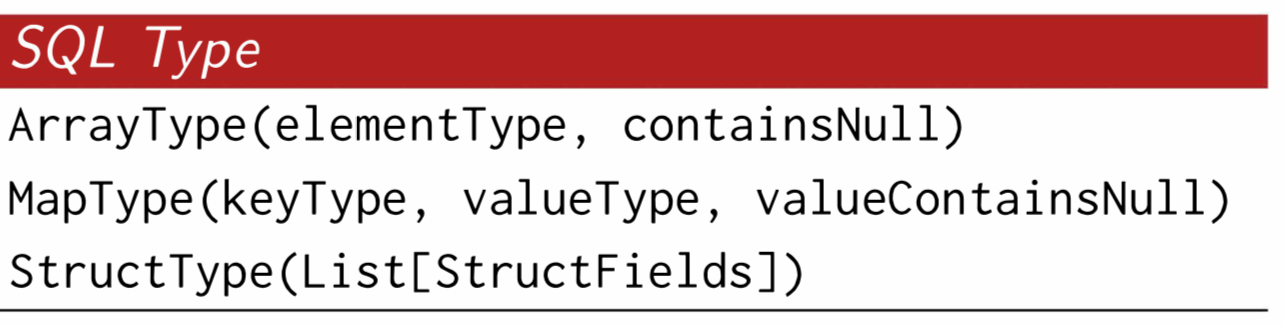 SQL Type
ArrayType(elementType, containsNull)
MapType(keyType, valueType, valueContainsNull)
StructType(List[StructFields])